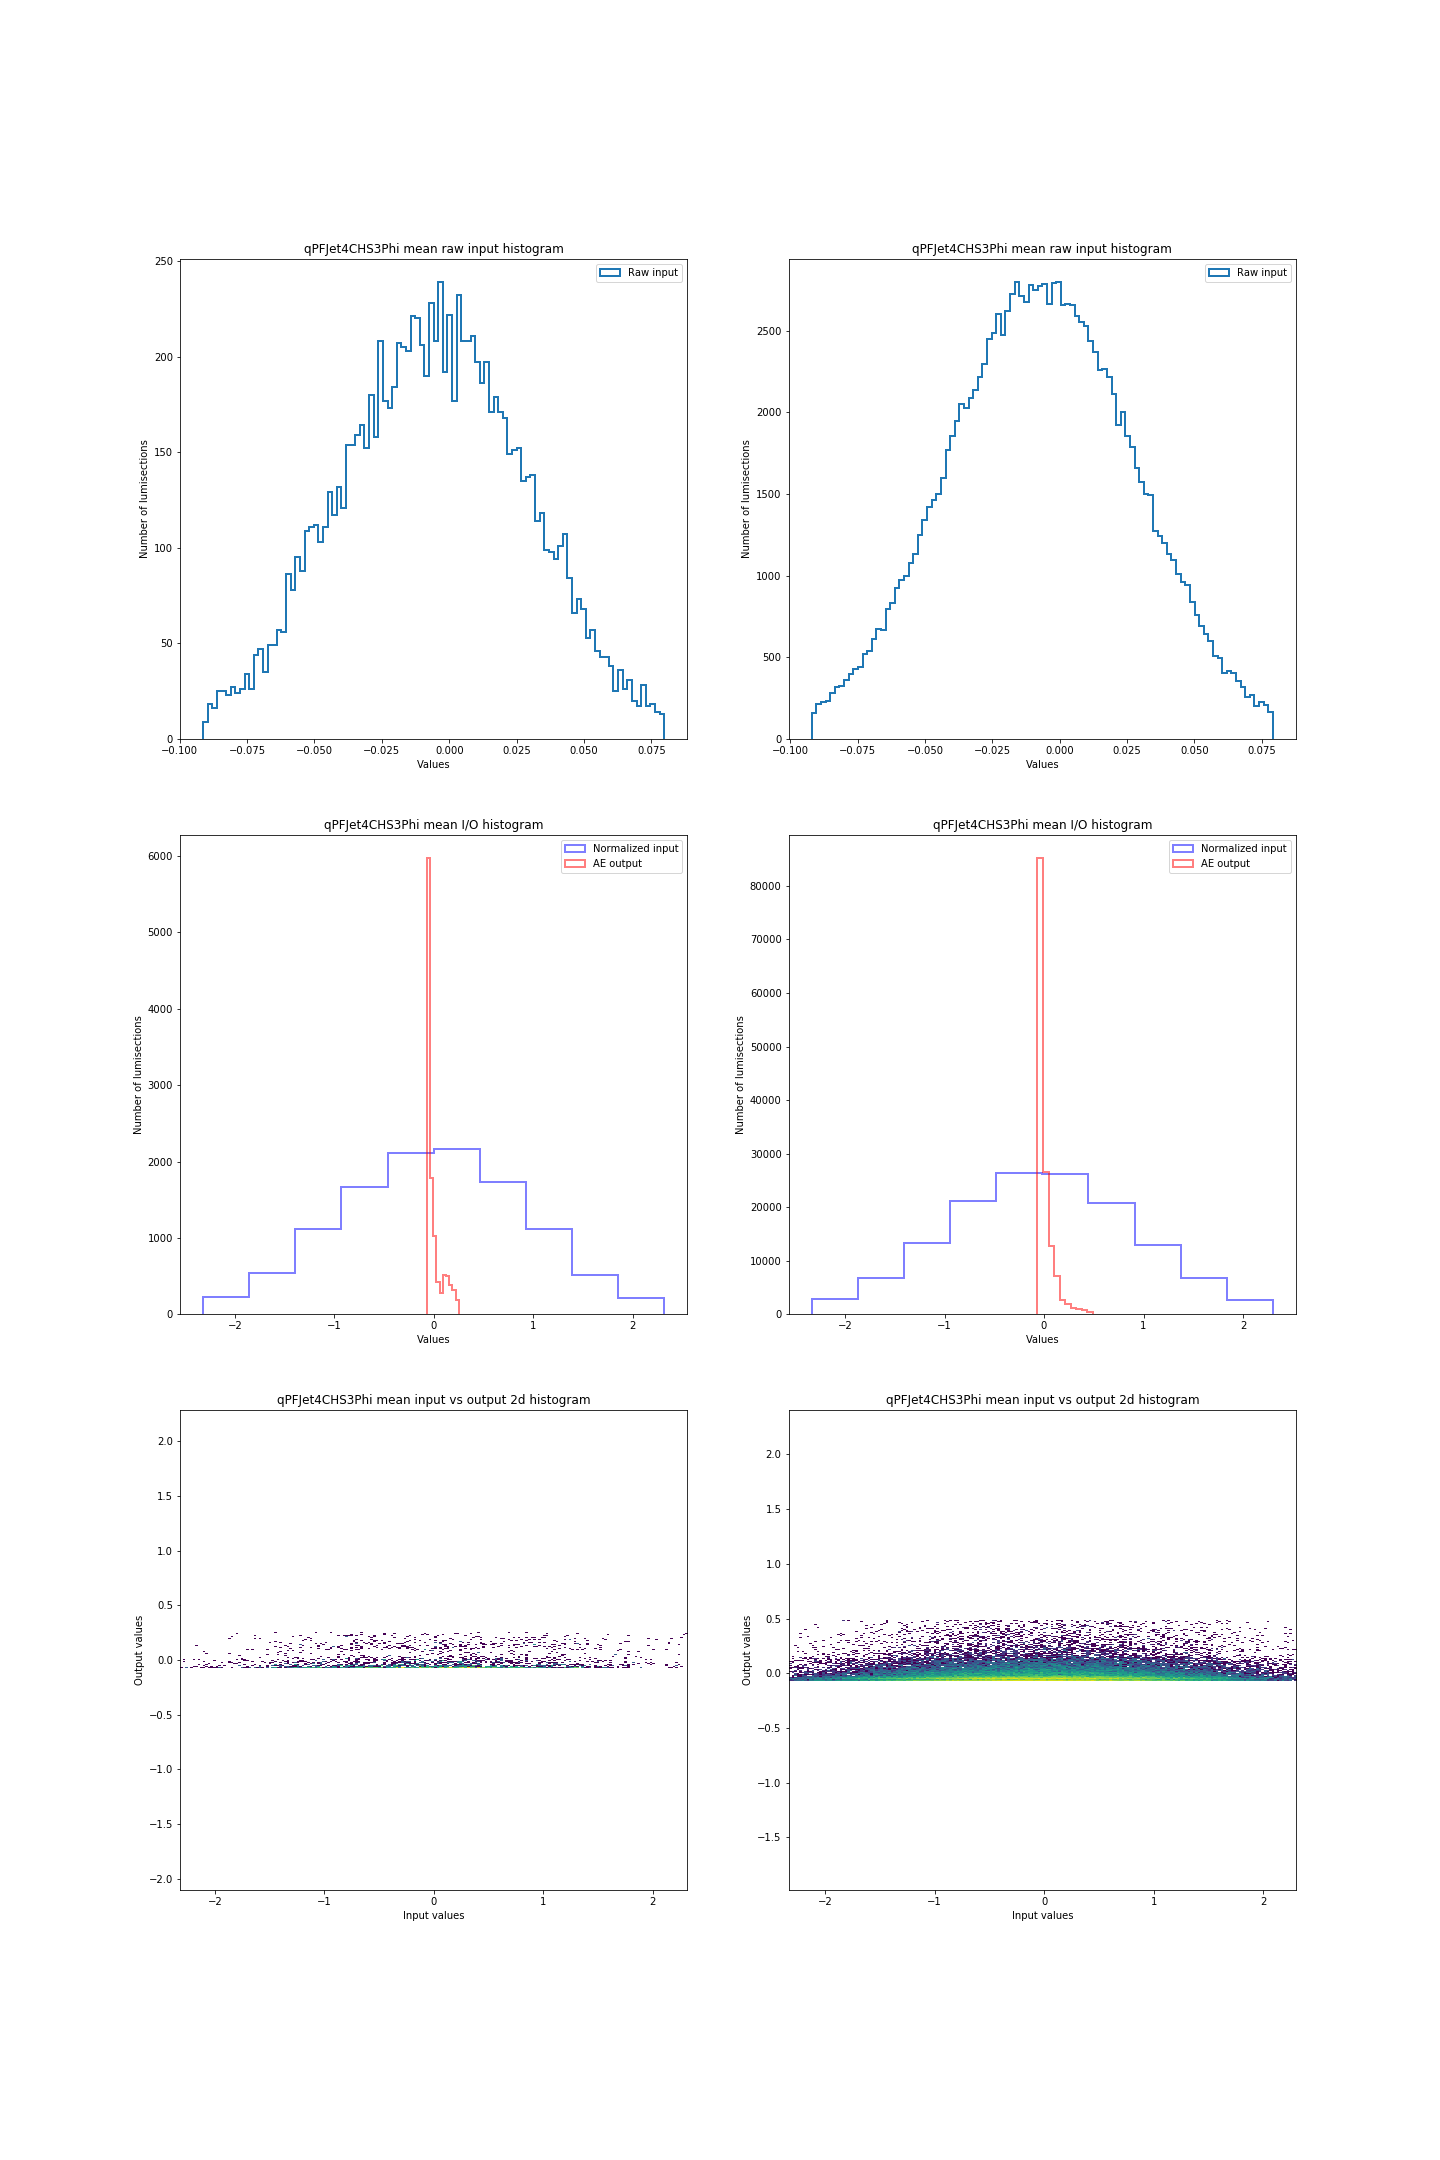 qPFJet4CHS3Phi mean raw input histogram
Raw input
250
200
150
100
50
0
Number of lumisections
−0.100 −0.075 −0.050 −0.025 0.000 0.025 0.050 0.075
Values
qPFJet4CHS3Phi mean raw input histogram
Raw input
2500
2000
1500
1000
500
0
Number of lumisections
−0.100 −0.075 −0.050 −0.025 0.000 0.025 0.050 0.075
Values
qPFJet4CHS3Phi mean I/O histogram
Normalized input
AE output
6000
5000
4000
3000
2000
1000
0
Number of lumisections
−2 −1 0 1 2
Values
qPFJet4CHS3Phi mean I/O histogram
Normalized input
AE output
80000
70000
60000
50000
40000
30000
20000
10000
0
Number of lumisections
−2 −1 0 1 2
Values
qPFJet4CHS3Phi mean input vs output 2d histogram
2.0
1.5
1.0
0.5
0.0
−0.5
−1.0
−1.5
−2.0
Output values
−2 −1 0 1 2
Input values
qPFJet4CHS3Phi mean input vs output 2d histogram
2.0
1.5
1.0
0.5
0.0
−0.5
−1.0
−1.5
Output values
−2 −1 0 1 2
Input values